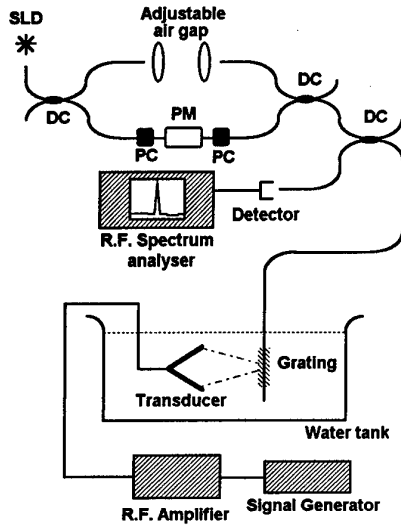 SLD
Adjustable
air gap
DC
DC
DC
PM
PC
PC
Detector
R.F. Spectrum
analyser
Grating
Transducer
Water tank
R.F. Amplifier
Signal Generator